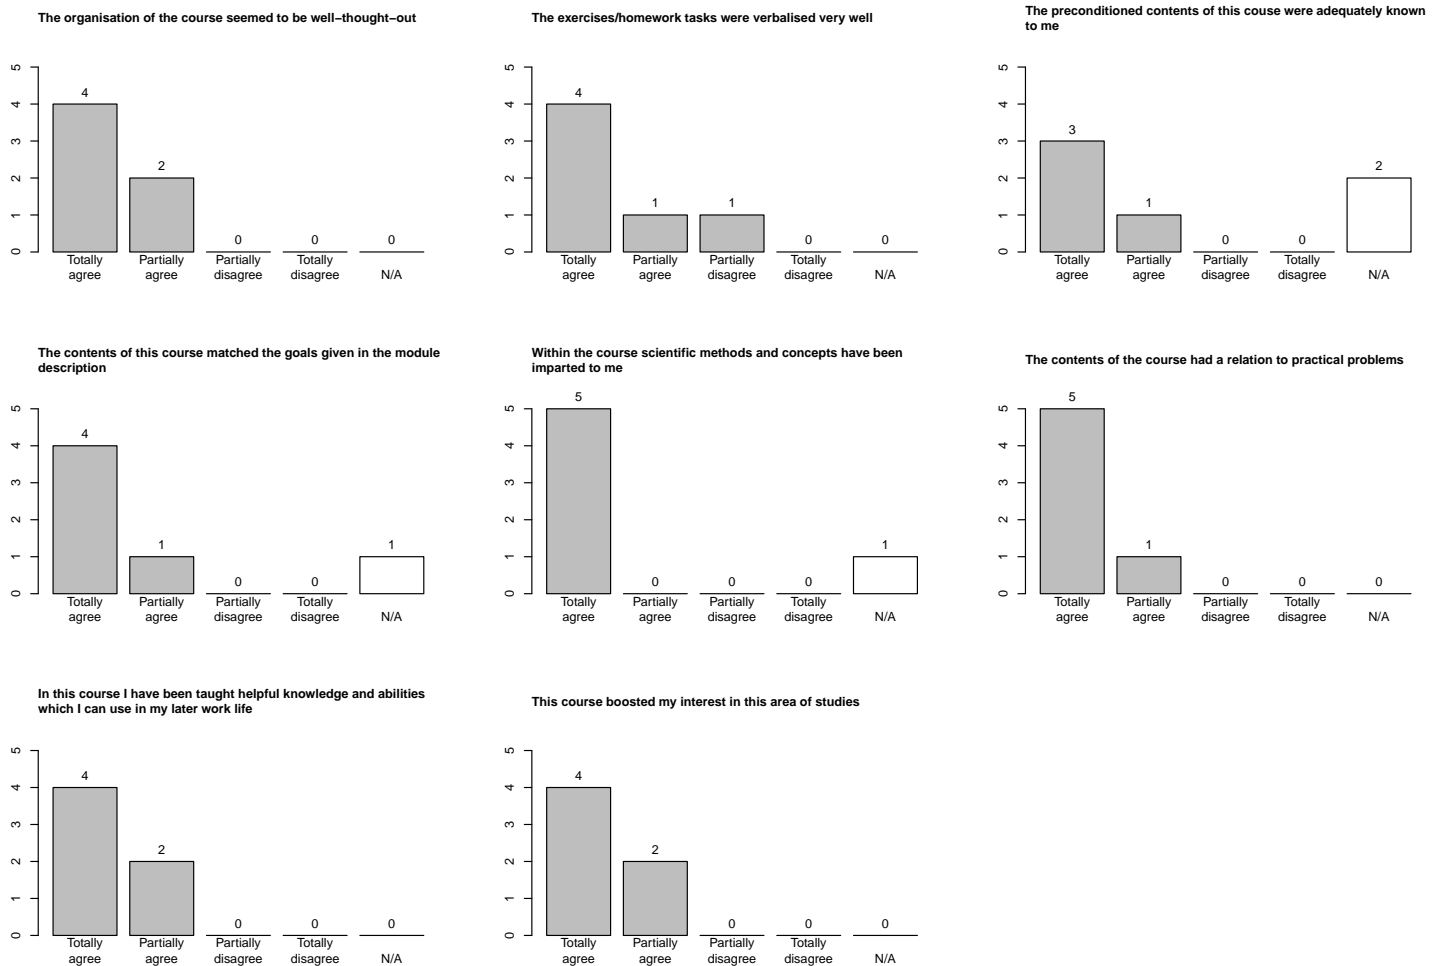 The organisation of the course seemed to be well−thought−out
5
4
3
2
1
0
4
2
0
0
0
Totally agree
Partially agree
Partially disagree
Totally disagree
N/A
The exercises/homework tasks were verbalised very well
5
4
3
2
1
0
4
1
1
0
0
Totally agree
Partially agree
Partially disagree
Totally disagree
N/A
The preconditioned contents of this couse were adequately known
to me
5
4
3
2
1
0
3
1
0
0
2
Totally agree
Partially agree
Partially disagree
Totally disagree
N/A
The contents of this course matched the goals given in the module
description
5
4
3
2
1
0
4
1
0
0
1
Totally agree
Partially agree
Partially disagree
Totally disagree
N/A
Within the course scientific methods and concepts have been
imparted to me
5
4
3
2
1
0
5
0
0
0
1
Totally agree
Partially agree
Partially disagree
Totally disagree
N/A
The contents of the course had a relation to practical problems
5
4
3
2
1
0
5
1
0
0
0
Totally agree
Partially agree
Partially disagree
Totally disagree
N/A
In this course I have been taught helpful knowledge and abilities
which I can use in my later work life
5
4
3
2
1
0
4
2
0
0
0
Totally agree
Partially agree
Partially disagree
Totally disagree
N/A
This course boosted my interest in this area of studies
5
4
3
2
1
0
4
2
0
0
0
Totally agree
Partially agree
Partially disagree
Totally disagree
N/A